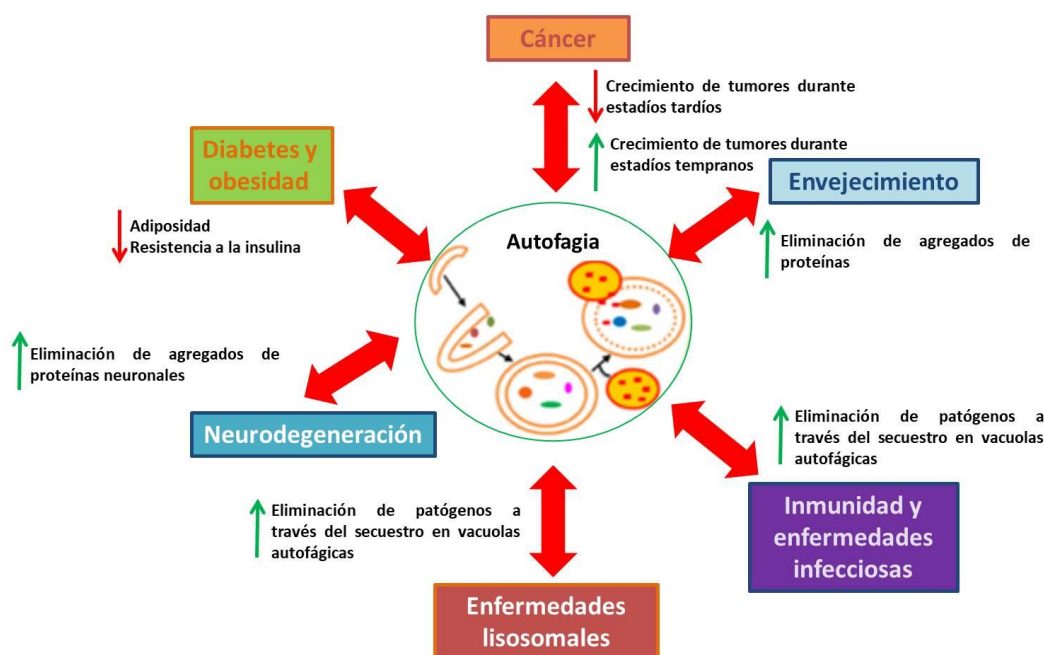 Cáncer
Crecimiento de tumores durante
estadíos tardíos
Crecimiento de tumores durante
estadíos tempranos
Diabetes y
obesidad
Envejecimiento
Adiposidad
Resistencia a la insulina
Autofagia
Eliminación de agregados de
proteínas
Eliminación de agregados de
proteínas neuronales
Neurodegeneración
Eliminación de patógenos a
través del secuestro en vacuolas
autofágicas
Inmunidad y
enfermedades
infecciosas
Eliminación de patógenos a
través del secuestro en vacuolas
autofágicas
Enfermedades
lisosomales